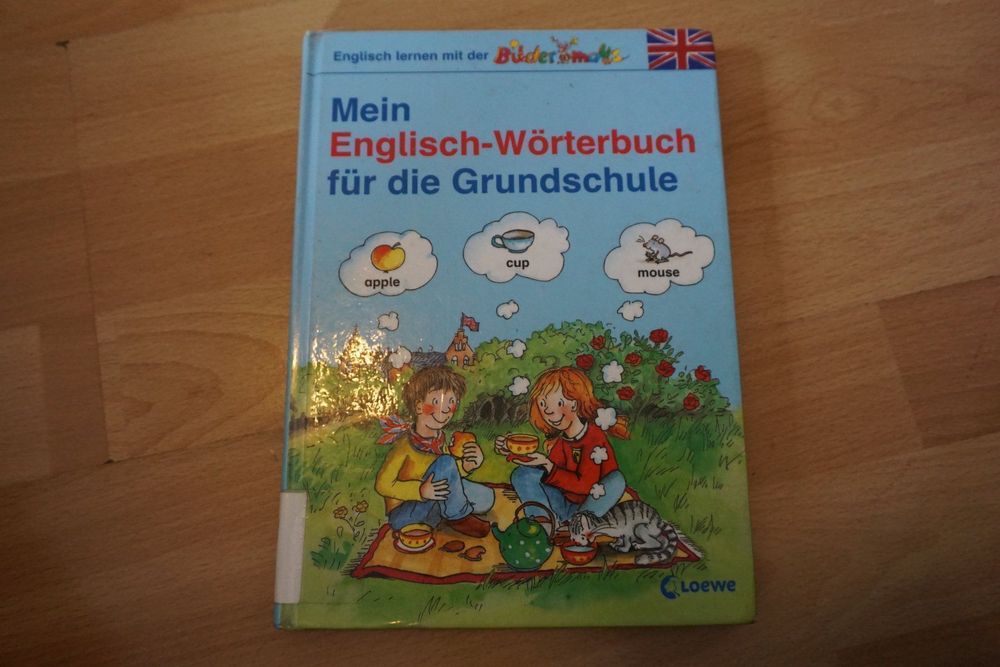 Englisch lernen mit der Bildermaus
Mein
Englisch-Wörterbuch
für die Grundschule
apple
cup
mouse
Loewe